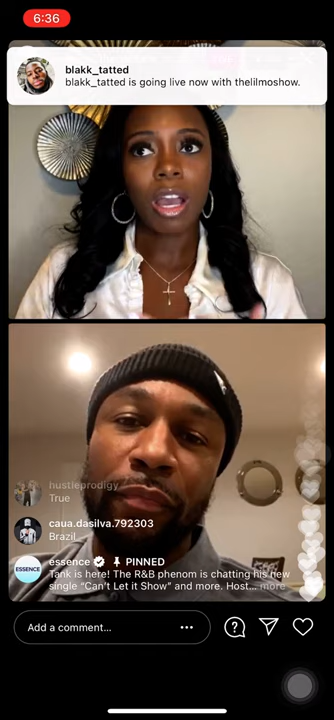 6:36
blakk_tatted
blakk_tatted is going live now with thelilmoshow.
hustleprodigy
True
caua.dasilva.792303
Brazil
ESSENCE
essence PINNED
Tank is here! The R&B phenom is chatting his new
single “Can't Let it Show” and more. Host... more
Add a comment...